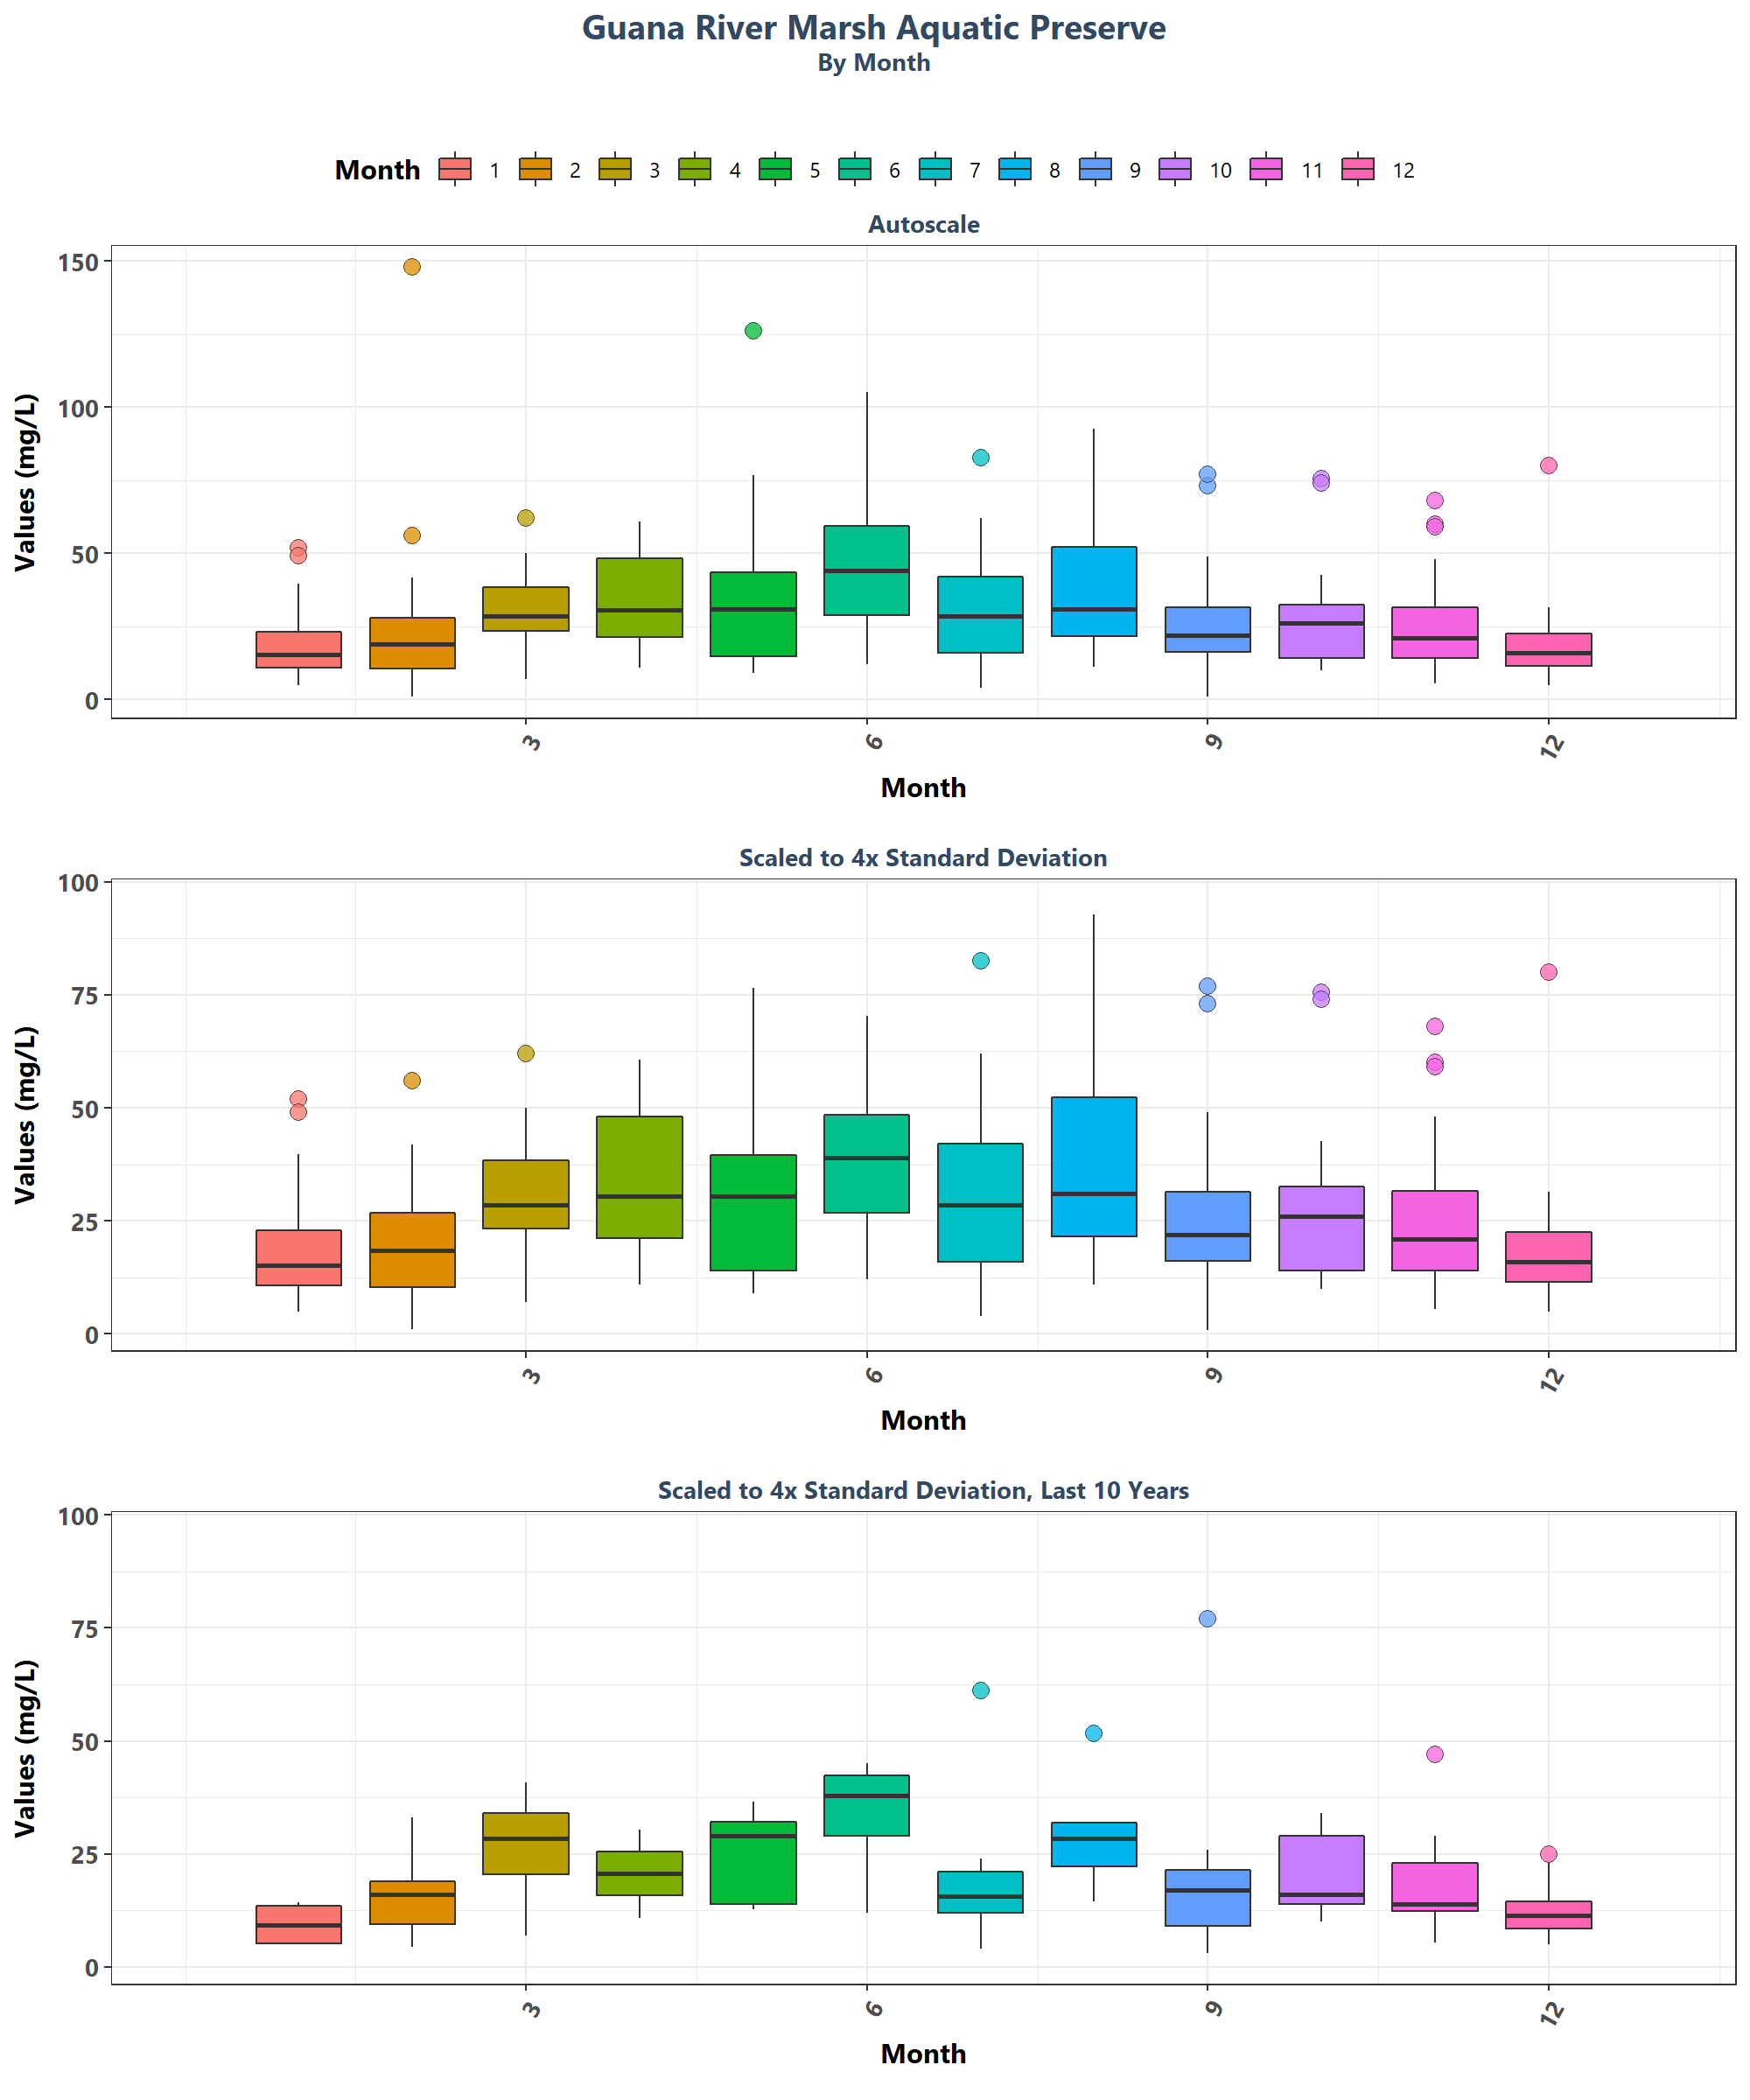 Guana River Marsh Aquatic Preserve
By Month
Month 1 2 3 4 5 6 7 8 9 10 11 12
Autoscale
Values (mg/L)
150
100
50
0
3 6 9 12
Month
Scaled to 4x Standard Deviation
Values (mg/L)
100
75
50
25
0
3 6 9 12
Month
Scaled to 4x Standard Deviation, Last 10 Years
Values (mg/L)
100
75
50
25
0
3 6 9 12
Month